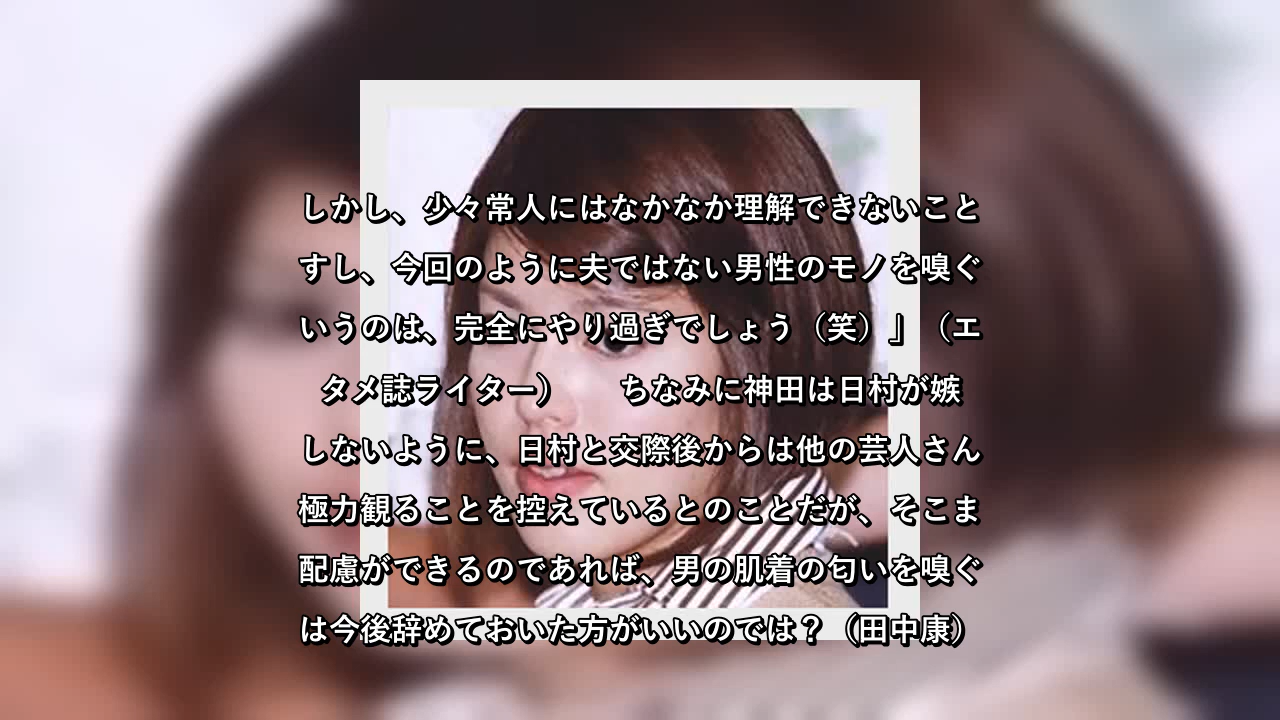 しかし、少々常人にはなかなか理解できないこと
すし、今回のように夫ではない男性のモノを嗅ぐ
いうのは、完全にやり過ぎでしょう（笑）」（エ
タメ誌ライター）　　ちなみに神田は日村が嫉
しないように、日村と交際後からは他の芸人さん
極力観ることを控えているとのことだが、そこま
配慮ができるのであれば、男の肌着の匂いを嗅ぐ
は今後辞めておいた方がいいのでは？（田中康）